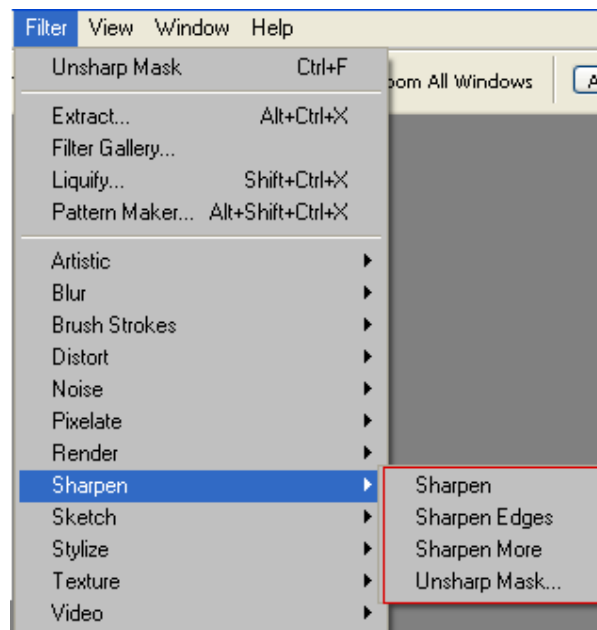 Filter View Window Help
Unsharp Mask Ctrl+F
All Windows
Extract... Alt+Ctrl+X
Filter Gallery...
Liquify... Shift+Ctrl+X
Pattern Maker... Alt+Shift+Ctrl+X
Artistic
Blur
Brush Strokes
Distort
Noise
Pixelate
Render
Sharpen
Sketch
Stylize
Texture
Video
Sharpen
Sharpen Edges
Sharpen More
Unsharp Mask...